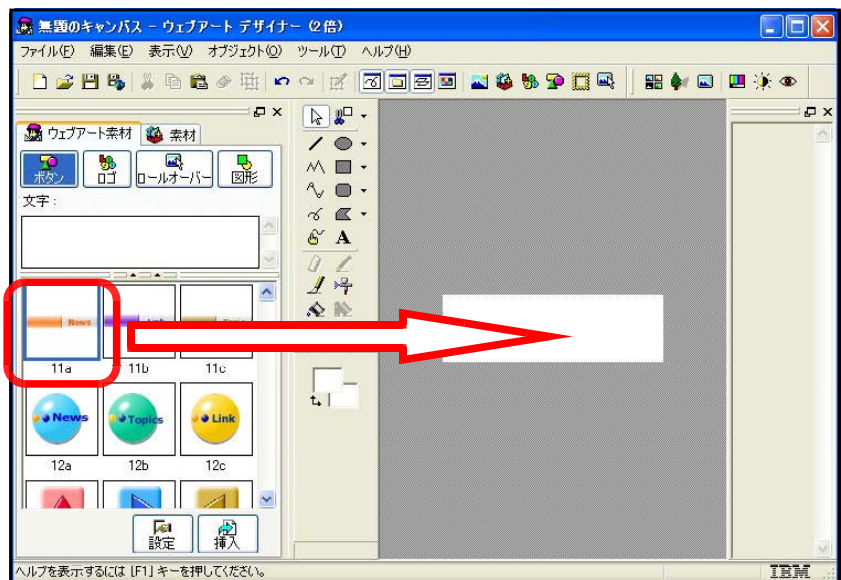 無題のキャンバス - ウェブアート デザイナー (2倍)
ファイル(F) 編集(E) 表示(V) オブジェクト(O) ツール(T) ヘルプ(H)
ウェブアート素材 素材
ボタン ロゴ ロールオーバー 図形
文字:
A
News
11a 11b 11c
News Topics Link
12a 12b 12c
設定 挿入
ヘルプを表示するには [F1] キーを押してください。 IBM